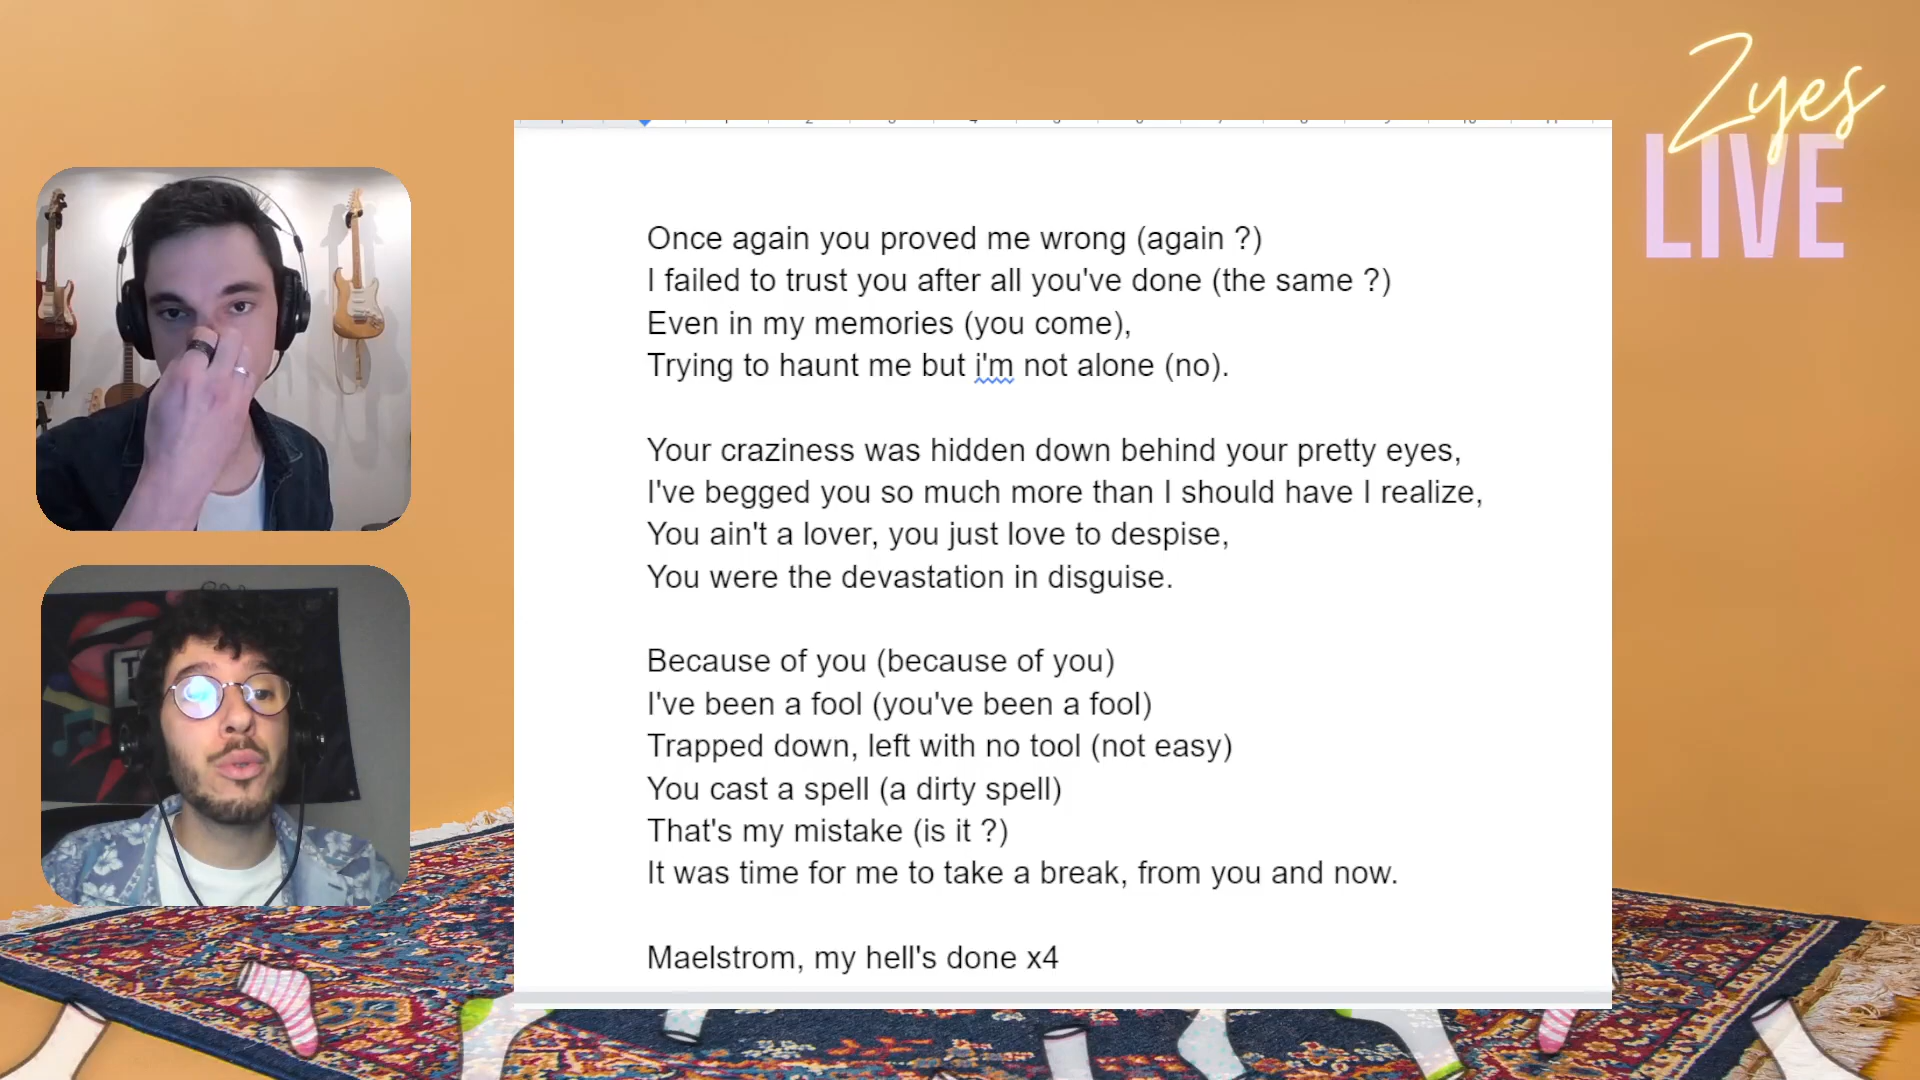 Zyes
LIVE
Once again you proved me wrong (again ?)
I failed to trust you after all you've done (the same ?)
Even in my memories (you come),
Trying to haunt me but i'm not alone (no).
Your craziness was hidden down behind your pretty eyes,
I've begged you so much more than I should have I realize,
You ain't a lover, you just love to despise,
You were the devastation in disguise.
Because of you (because of you)
I've been a fool (you've been a fool)
Trapped down, left with no tool (not easy)
You cast a spell (a dirty spell)
That's my mistake (is it ?)
It was time for me to take a break, from you and now.
Maelstrom, my hell's done x4